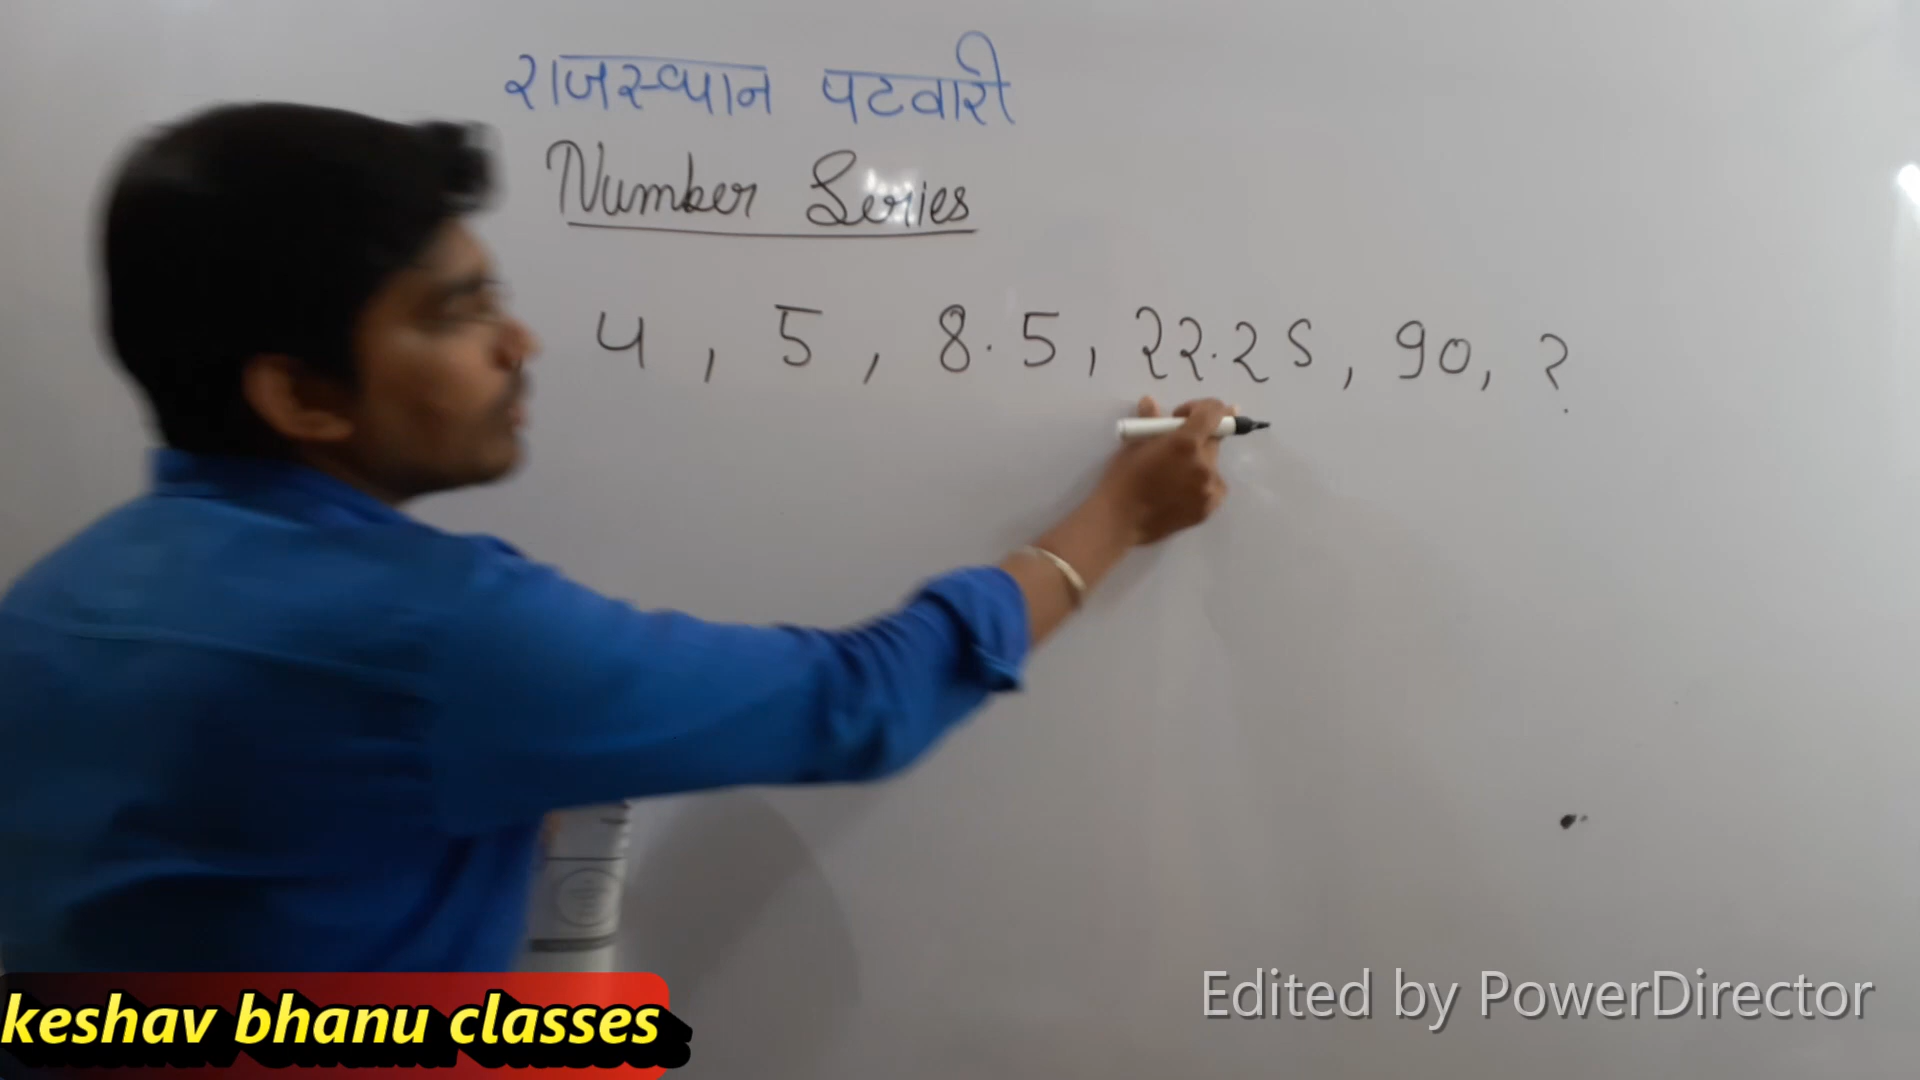 राजस्थान पटवारी
Number Series
4 , 5 , 8.5 , 22.25 , 90 , ?
keshav bhanu classes
Edited by PowerDirector